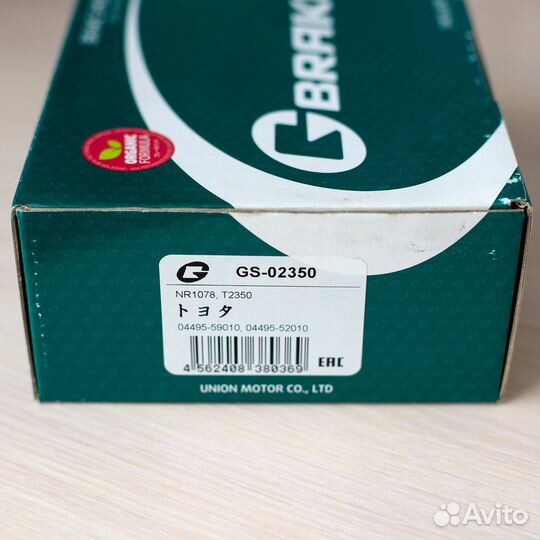 G-BRAKE
ORGANIC
FORMULA
GS-02350
NR1078, T2350
トヨタ
04495-59010, 04495-52010
4 562408 380369
EAC
UNION MOTOR CO., LTD
Avito